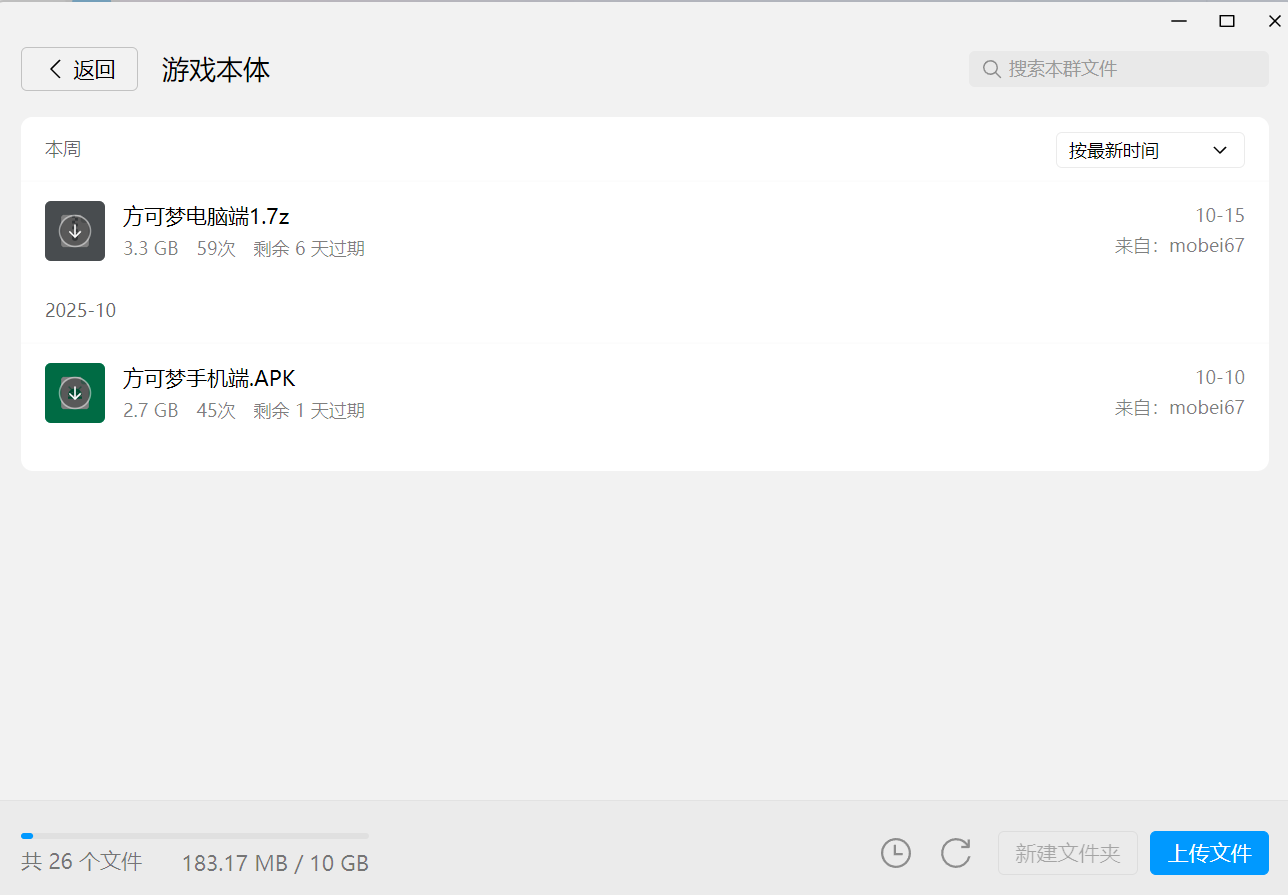 返回
游戏本体
搜索本群文件
本周
按最新时间
方可梦电脑端1.7z
10-15
3.3 GB 59次 剩余 6 天过期
来自：mobei67
2025-10
方可梦手机端.APK
10-10
2.7 GB 45次 剩余 1 天过期
来自：mobei67
共 26 个文件
183.17 MB / 10 GB
新建文件夹
上传文件